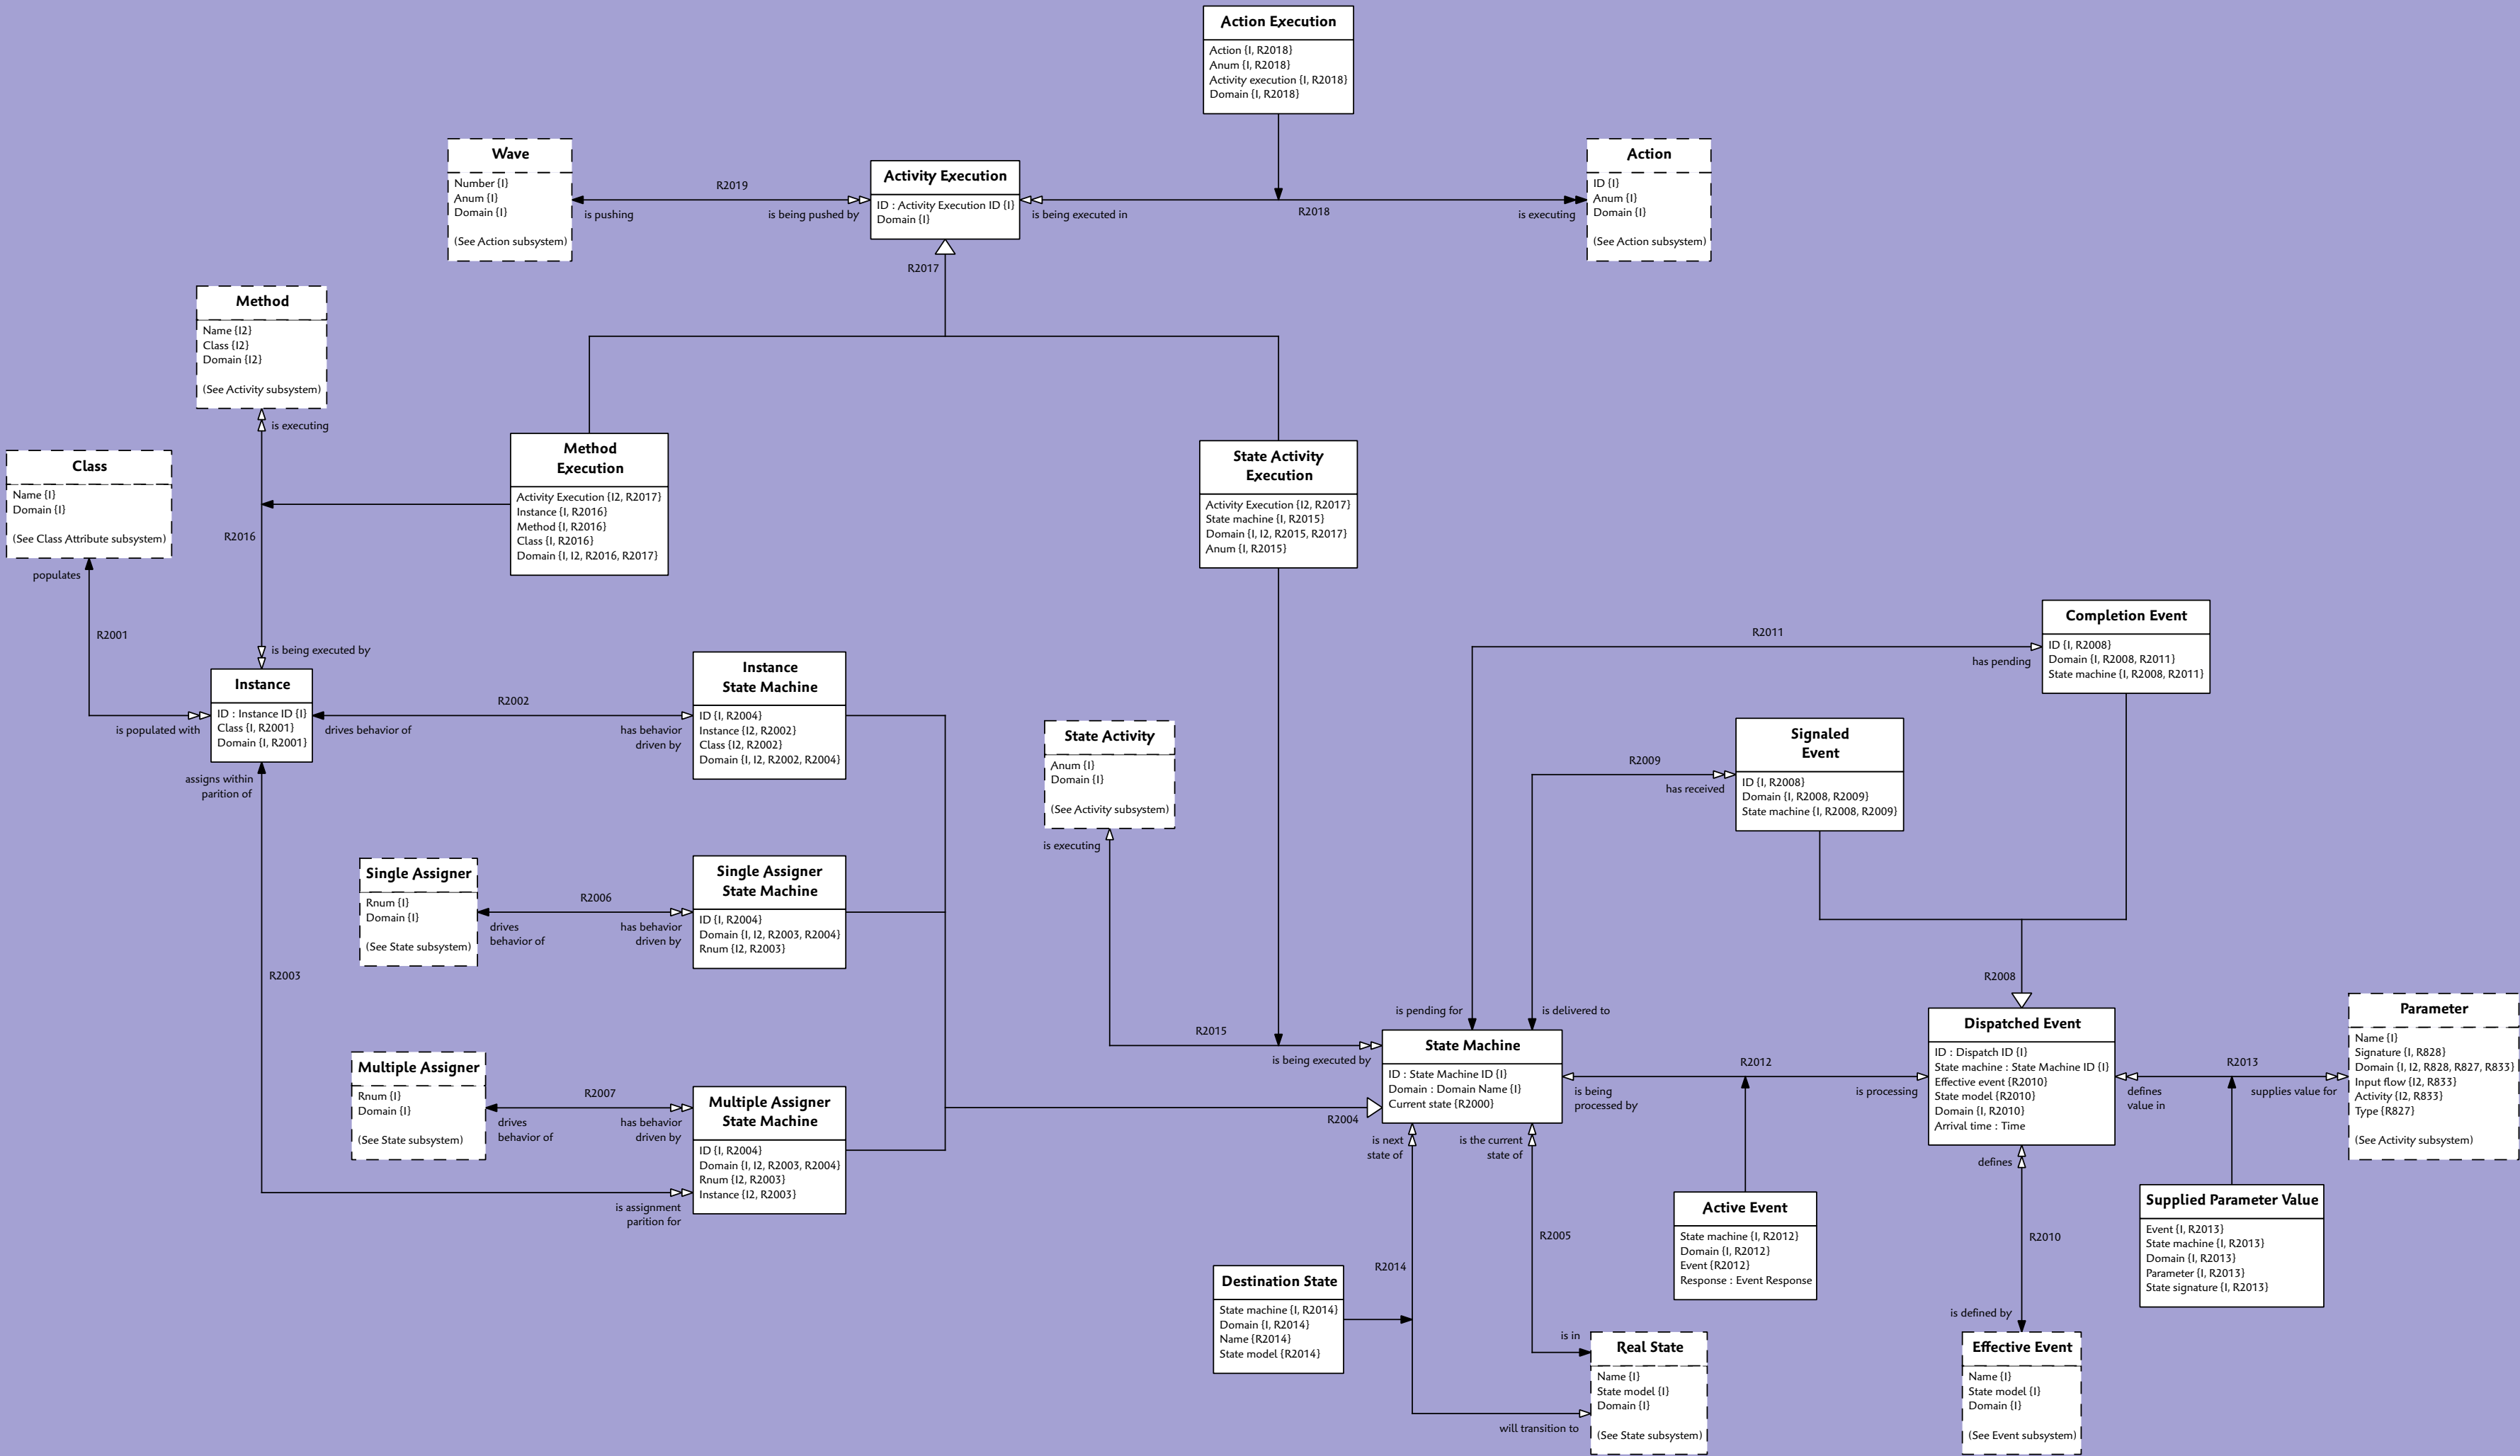 Action Execution
Action {I, R2018}
Anum {I, R2018}
Activity execution {I, R2018}
Domain {I, R2018}
Wave
Number {I}
Anum {I}
Domain {I}
(See Action subsystem)
R2019
is pushing
is being pushed by
Activity Execution
ID : Activity Execution ID {I}
Domain {I}
is being executed in
R2018
is executing
Action
ID {I}
Anum {I}
Domain {I}
(See Action subsystem)
R2017
Method
Name {I2}
Class {I2}
Domain {I2}
(See Activity subsystem)
is executing
Class
Name {I}
Domain {I}
(See Class Attribute subsystem)
populates
R2001
R2016
is being executed by
Method
Execution
Activity Execution {I2, R2017}
Instance {I, R2016}
Method {I, R2016}
Class {I, R2016}
Domain {I, I2, R2016, R2017}
State Activity
Execution
Activity Execution {I2, R2017}
State machine {I, R2015}
Domain {I, I2, R2015, R2017}
Anum {I, R2015}
Completion Event
ID {I, R2008}
Domain {I, R2008, R2011}
State machine {I, R2008, R2011}
R2011
has pending
Instance
ID : Instance ID {I}
Class {I, R2001}
Domain {I, R2001}
is populated with
R2002
drives behavior of
has behavior
driven by
Instance
State Machine
ID {I, R2004}
Instance {I2, R2002}
Class {I2, R2002}
Domain {I, I2, R2002, R2004}
assigns within
parition of
State Activity
Anum {I}
Domain {I}
(See Activity subsystem)
is executing
Signaled
Event
ID {I, R2008}
Domain {I, R2008, R2009}
State machine {I, R2008, R2009}
R2009
has received
Single Assigner
Rnum {I}
Domain {I}
(See State subsystem)
R2006
drives
behavior of
has behavior
driven by
Single Assigner
State Machine
ID {I, R2004}
Domain {I, I2, R2003, R2004}
Rnum {I2, R2003}
R2003
R2008
Multiple Assigner
Rnum {I}
Domain {I}
(See State subsystem)
R2007
drives
behavior of
has behavior
driven by
Multiple Assigner
State Machine
ID {I, R2004}
Domain {I, I2, R2003, R2004}
Rnum {I2, R2003}
Instance {I2, R2003}
is assignment
parition for
R2015
is being executed by
is pending for
is delivered to
State Machine
ID : State Machine ID {I}
Domain : Domain Name {I}
Current state {R2000}
R2004
R2012
is being
processed by
is processing
Dispatched Event
ID : Dispatch ID {I}
State machine : State Machine ID {I}
Effective event {R2010}
State model {R2010}
Domain {I, R2010}
Arrival time : Time
R2013
defines
value in
supplies value for
Parameter
Name {I}
Signature {I, R828}
Domain {I, I2, R828, R827, R833}
Input flow {I2, R833}
Activity {I2, R833}
Type {R827}
(See Activity subsystem)
is next
state of
is the current
state of
defines
Active Event
State machine {I, R2012}
Domain {I, R2012}
Event {R2012}
Response : Event Response
Supplied Parameter Value
Event {I, R2013}
State machine {I, R2013}
Domain {I, R2013}
Parameter {I, R2013}
State signature {I, R2013}
R2005
R2010
R2014
Destination State
State machine {I, R2014}
Domain {I, R2014}
Name {R2014}
State model {R2014}
is in
will transition to
Real State
Name {I}
State model {I}
Domain {I}
(See State subsystem)
is defined by
Effective Event
Name {I}
State model {I}
Domain {I}
(See Event subsystem)